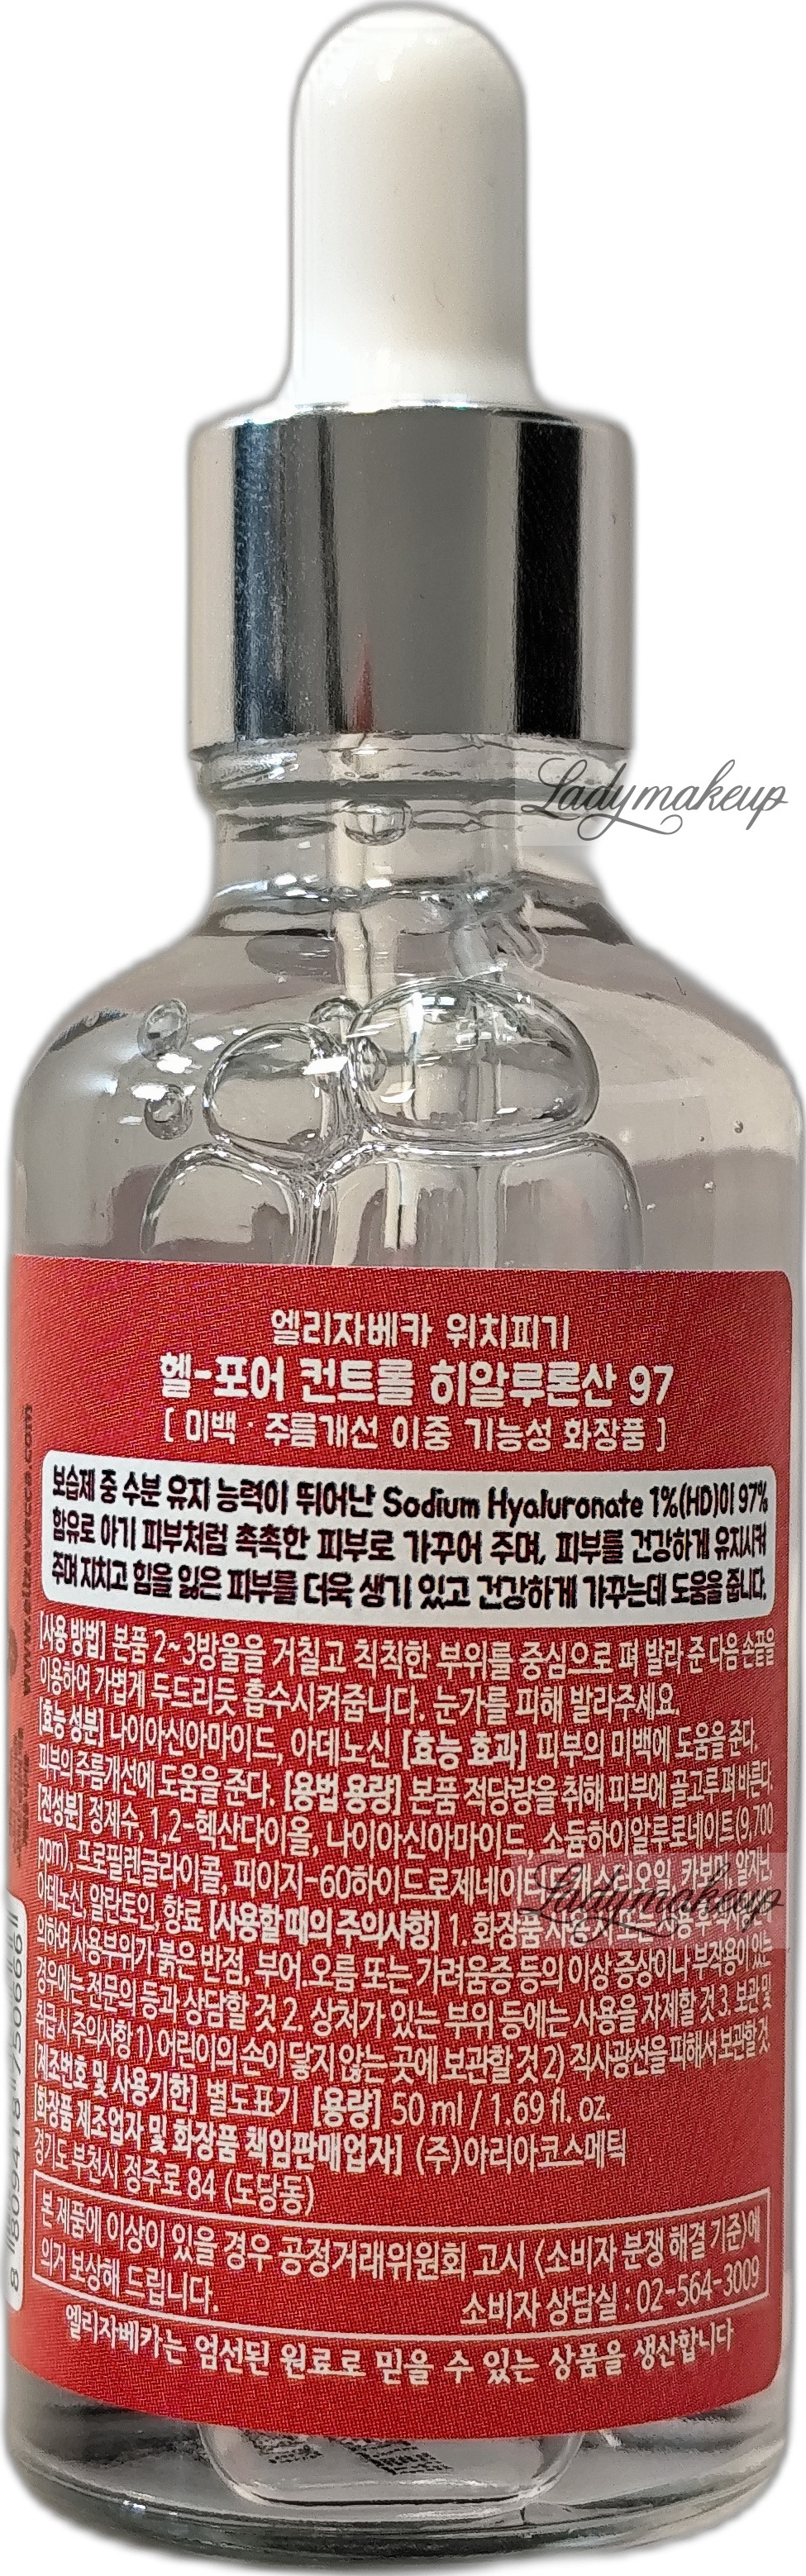 Ladymakeup
엘리자베카 위치피기
헬-포어 컨트롤 히알루론산 97
[ 미백 · 주름개선 이중 기능성 화장품 ]
보습제 중 수분 유지 능력이 뛰어난 Sodium Hyaluronate 1%(HD)이 97%
함유로 아기 피부처럼 촉촉한 피부로 가꾸어 주며, 피부를 건강하게 유지시켜
주며 지치고 힘을 잃은 피부를 더욱 생기 있고 건강하게 가꾸는데 도움을 줍니다.
[사용 방법] 본품 2~3방울을 거칠고 칙칙한 부위를 중심으로 펴 발라 준 다음 손끝을
이용하여 가볍게 두드리듯 흡수시켜줍니다. 눈가를 피해 발라주세요.
[효능 성분] 나이아신아마이드, 아데노신 [효능 효과] 피부의 미백에 도움을 준다.
피부의 주름개선에 도움을 준다. [용법 용량] 본품 적당량을 취해 피부에 골고루 펴 바른다.
[전성분] 정제수, 1,2-헥산다이올, 나이아신아마이드, 소듐하이알루로네이트(9,700
ppm), 프로필렌글라이콜, 피이지-60하이드로제네이티드캐스터오일, 카보머, 알지닌,
Ladymakeup
아데노신, 알란토인, 향료 [사용할 때의 주의사항] 1. 화장품 사용 시 또는 사용 후 직사광선에
의하여 사용부위가 붉은 반점, 부어오름 또는 가려움증 등의 이상 증상이나 부작용이 있는
경우에는 전문의 등과 상담할 것 2. 상처가 있는 부위 등에는 사용을 자제할 것 3. 보관 및
취급 시 주의사항 1) 어린이의 손이 닿지 않는 곳에 보관할 것 2) 직사광선을 피해서 보관할 것
[제조번호 및 사용기한] 별도표기 [용량] 50 ml / 1.69 fl. oz.
[화장품 제조업자 및 화장품 책임판매업자] (주)아리아코스메틱
경기도 부천시 정주로 84 (도당동)
본 제품에 이상이 있을 경우 공정거래위원회 고시 <소비자 분쟁 해결 기준>에
의거 보상해 드립니다.
소비자 상담실 : 02-564-3009
엘리자베카는 엄선된 원료로 믿을 수 있는 상품을 생산합니다
www.elizavecca.com
8 809418 750669